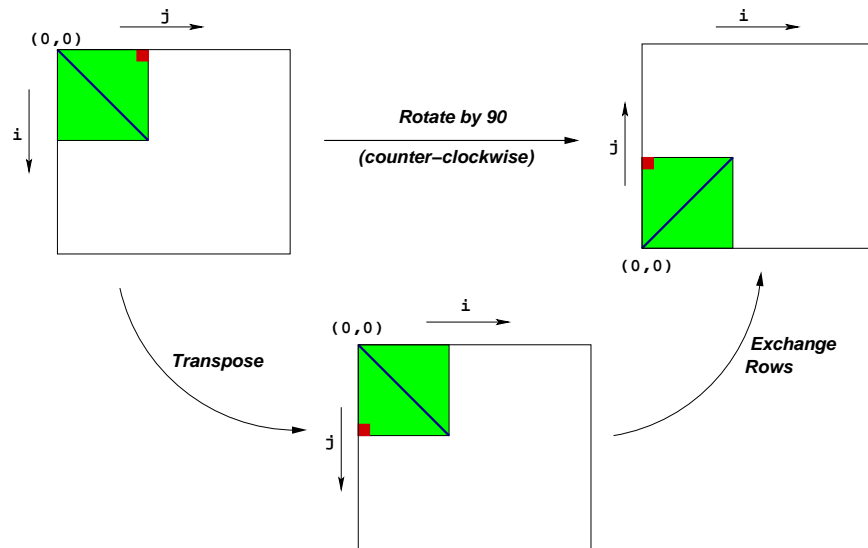 j
(0,0)
i
Rotate by 90
(counter−clockwise)
i
j
(0,0)
Transpose
(0,0)
i
j
Exchange
Rows